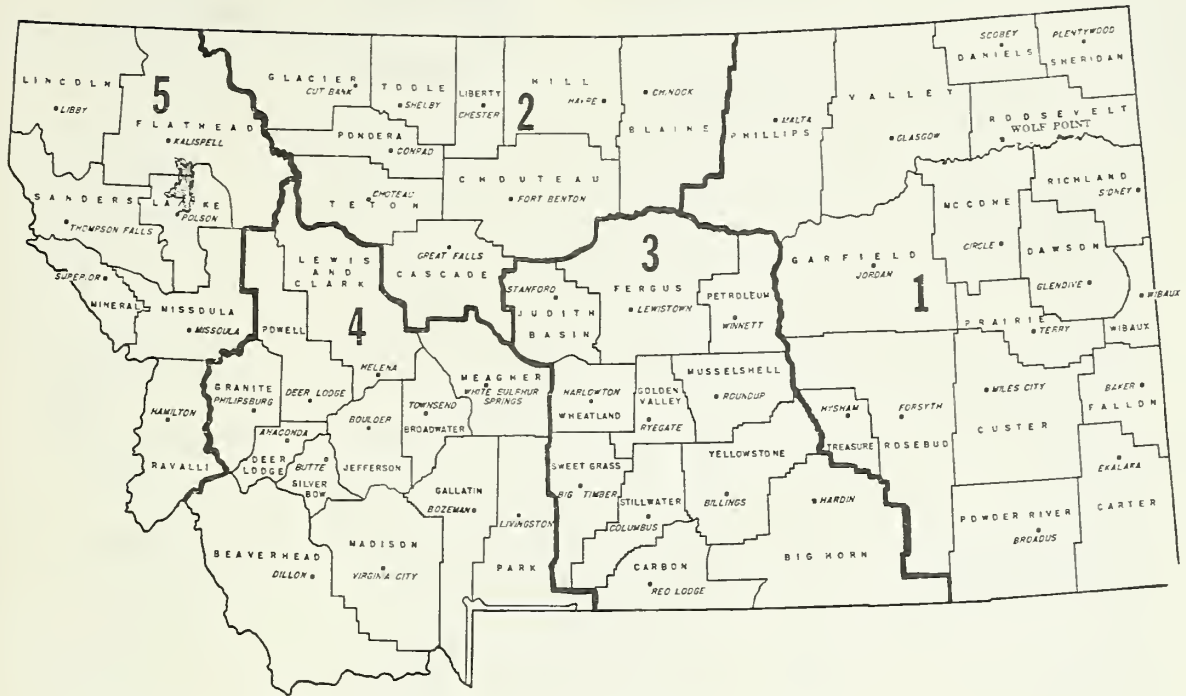 LINCOLN
LIBBY
5
FLATHEAD
KALISPELL
SANDERS
THOMPSON FALLS
LAKE
POLSON
SUPERIOR
MINERAL
MISSOULA
MISSOULA
HAMILTON
RAVALLI
GLACIER
CUT BANK
TOOLE
SHELBY
LIBERTY
CHESTER
2
HILL
HAVRE
CHINOOK
BLAINE
PONDERA
CONRAD
CHOTEAU
TETON
CHOUTEAU
FORT BENTON
GREAT FALLS
CASCADE
LEWIS
AND
CLARK
4
POWELL
HELENA
GRANITE
PHILIPSBURG
DEER LODGE
ANACONDA
DEER
LODGE
BUTTE
SILVER
BOW
BOULDER
JEFFERSON
TOWNSEND
BROADWATER
MEAGHER
WHITE SULPHUR
SPRINGS
GALLATIN
BOZEMAN
LIVINGSTON
PARK
MADISON
VIRGINIA CITY
BEAVERHEAD
DILLON
3
FERGUS
LEWISTOWN
STANFORD
JUDITH
BASIN
PETROLEUM
WINNETT
HARLOWTON
WHEATLAND
GOLDEN
VALLEY
RYEGATE
MUSSELSHELL
ROUNDUP
SWEET GRASS
BIG TIMBER
STILLWATER
COLUMBUS
YELLOWSTONE
BILLINGS
CARBON
RED LODGE
HARDIN
BIG HORN
MALTA
PHILLIPS
VALLEY
GLASGOW
SCOBEY
DANIELS
PLENTYWOOD
SHERIDAN
ROOSEVELT
WOLF POINT
RICHLAND
SIDNEY
MCCONE
CIRCLE
GARFIELD
JORDAN
1
DAWSON
GLENDIVE
WIBAUX
WIBAUX
PRAIRIE
TERRY
HYSHAM
TREASURE
FORSYTH
ROSEBUD
MILES CITY
CUSTER
BAKER
FALLON
EKALAKA
CARTER
POWDER RIVER
BROADUS